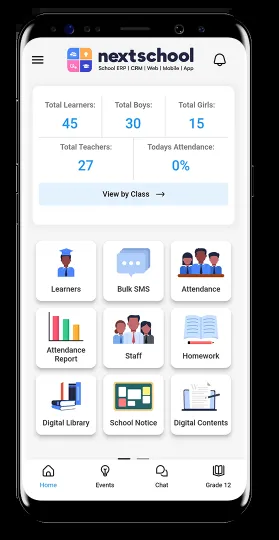 nextschool
School ERP | CRM | Web | Mobile | App
Total Learners: Total Boys: Total Girls:
45 30 15
Total Teachers: Todays Attendance:
27 0%
View by Class
Learners Bulk SMS Attendance
Attendance
Report Staff Homework
Digital Library School Notice Digital Contents
Home Events Chat Grade 12